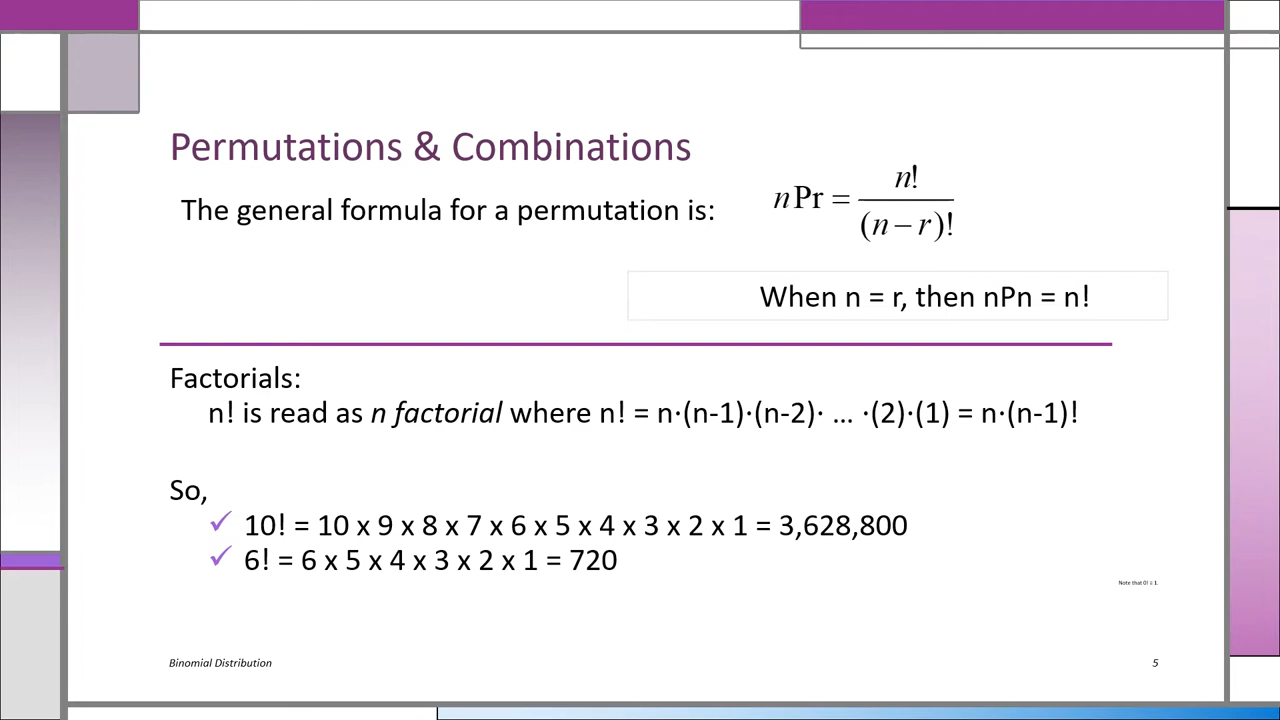 Permutations & Combinations
The general formula for a permutation is:
nPr = n! / (n − r)!
When n = r, then nPn = n!
Factorials:
n! is read as n factorial where n! = n·(n-1)·(n-2)· … ·(2)·(1) = n·(n-1)!
So,
✓ 10! = 10 x 9 x 8 x 7 x 6 x 5 x 4 x 3 x 2 x 1 = 3,628,800
✓ 6! = 6 x 5 x 4 x 3 x 2 x 1 = 720
Note that 0! = 1.
Binomial Distribution
5